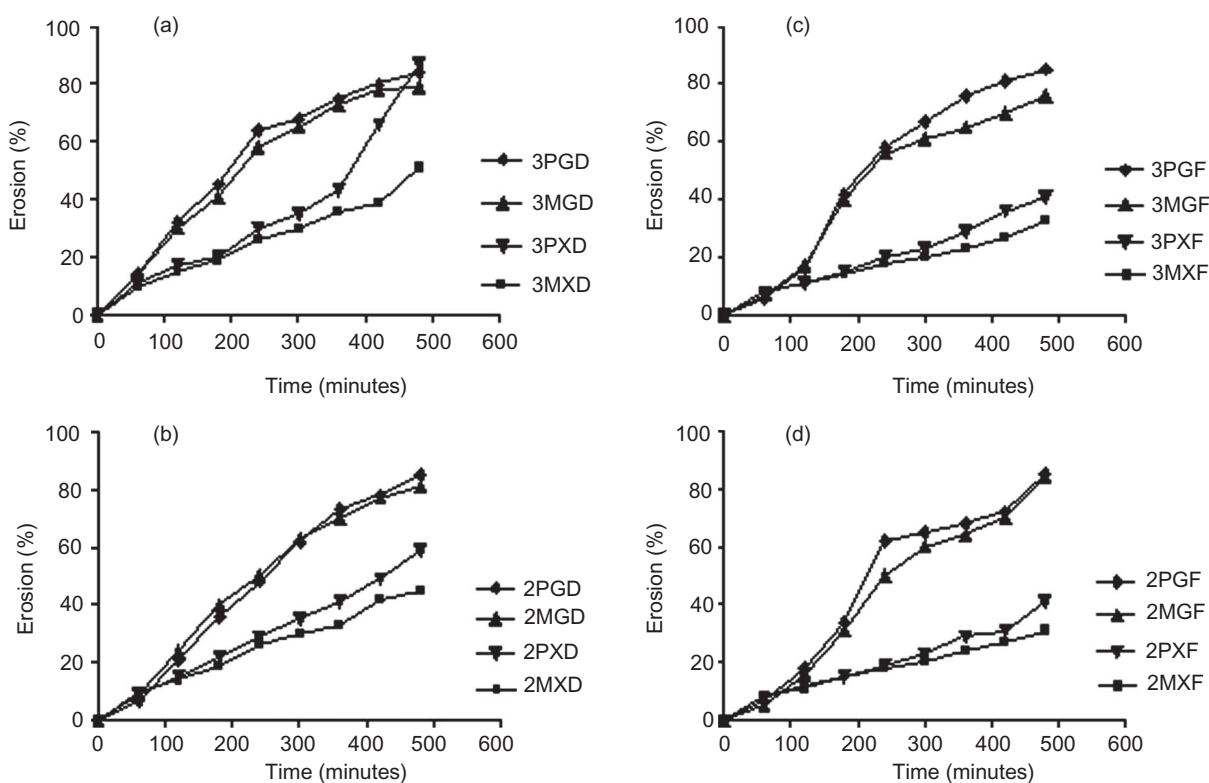 (a)
Erosion (%)
100
80
60
40
20
0
0 100 200 300 400 500 600
Time (minutes)
3PGD
3MGD
3PXD
3MXD
(c)
Erosion (%)
100
80
60
40
20
0
0 100 200 300 400 500 600
Time (minutes)
3PGF
3MGF
3PXF
3MXF
(b)
Erosion (%)
100
80
60
40
20
0
0 100 200 300 400 500 600
Time (minutes)
2PGD
2MGD
2PXD
2MXD
(d)
Erosion (%)
100
80
60
40
20
0
0 100 200 300 400 500 600
Time (minutes)
2PGF
2MGF
2PXF
2MXF